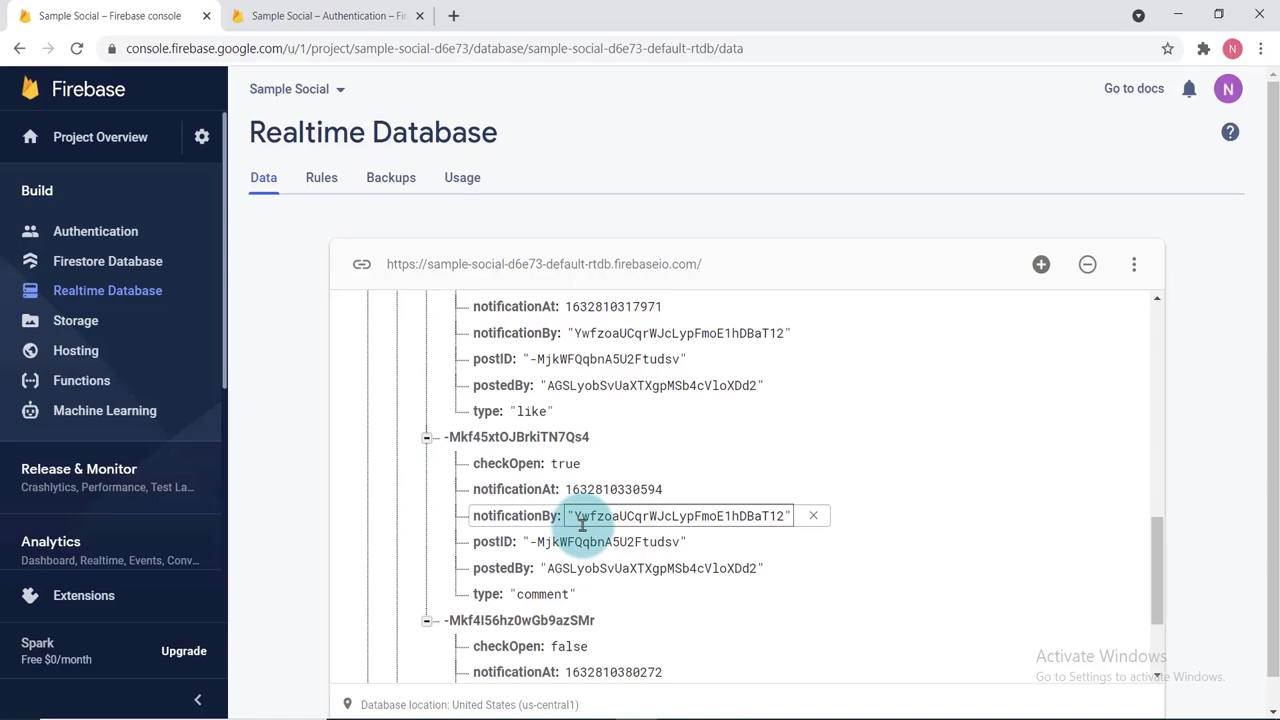 Sample Social – Firebase console
Sample Social – Authentication – Fi
console.firebase.google.com/u/1/project/sample-social-d6e73/database/sample-social-d6e73-default-rtdb/data
N
Firebase
Sample Social
Go to docs
N
Project Overview
Realtime Database
?
Data
Rules
Backups
Usage
Build
Authentication
Firestore Database
Realtime Database
Storage
Hosting
Functions
Machine Learning
Release & Monitor
Crashlytics, Performance, Test La...
Analytics
Dashboard, Realtime, Events, Conv...
Extensions
Spark
Free $0/month
Upgrade
https://sample-social-d6e73-default-rtdb.firebaseio.com/
notificationAt: 1632810317971
notificationBy: "YwfzoaUCqrWJcLypFmoE1hDBaT12"
postID: "-MjkWFQqbnA5U2Ftudsv"
postedBy: "AGSLyobSvUaXTXgpMSb4cVloXDd2"
type: "like"
-Mkf45xtOJBrkiTN7Qs4
checkOpen: true
notificationAt: 1632810330594
notificationBy: "YwfzoaUCqrWJcLypFmoE1hDBaT12"
postID: "-MjkWFQqbnA5U2Ftudsv"
postedBy: "AGSLyobSvUaXTXgpMSb4cVloXDd2"
type: "comment"
-Mkf4I56hz0wGb9azSMr
checkOpen: false
notificationAt: 1632810380272
Database location: United States (us-central1)
Activate Windows
Go to Settings to activate Windows.